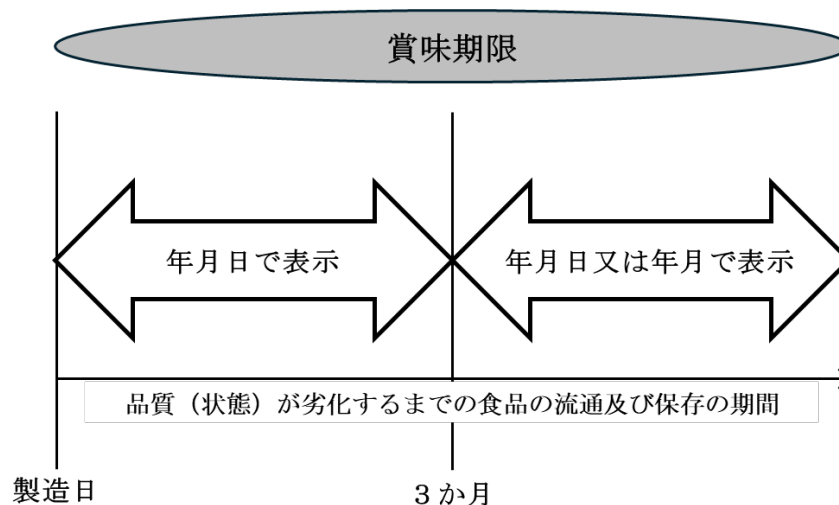 賞味期限
年月日で表示
年月日又は年月で表示
品質（状態）が劣化するまでの食品の流通及び保存の期間
製造日
３か月